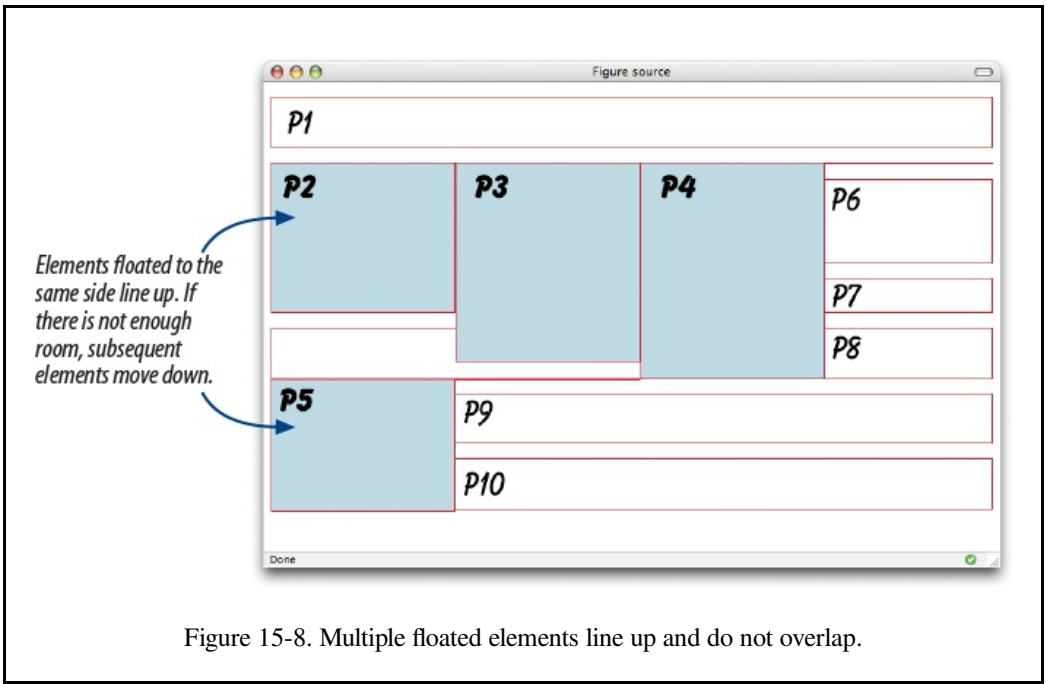 Figure source
P1
P2
P3
P4
P6
Elements floated to the
same side line up. If
there is not enough
room, subsequent
elements move down.
P7
P8
P5
P9
P10
Done
Figure 15-8. Multiple floated elements line up and do not overlap.